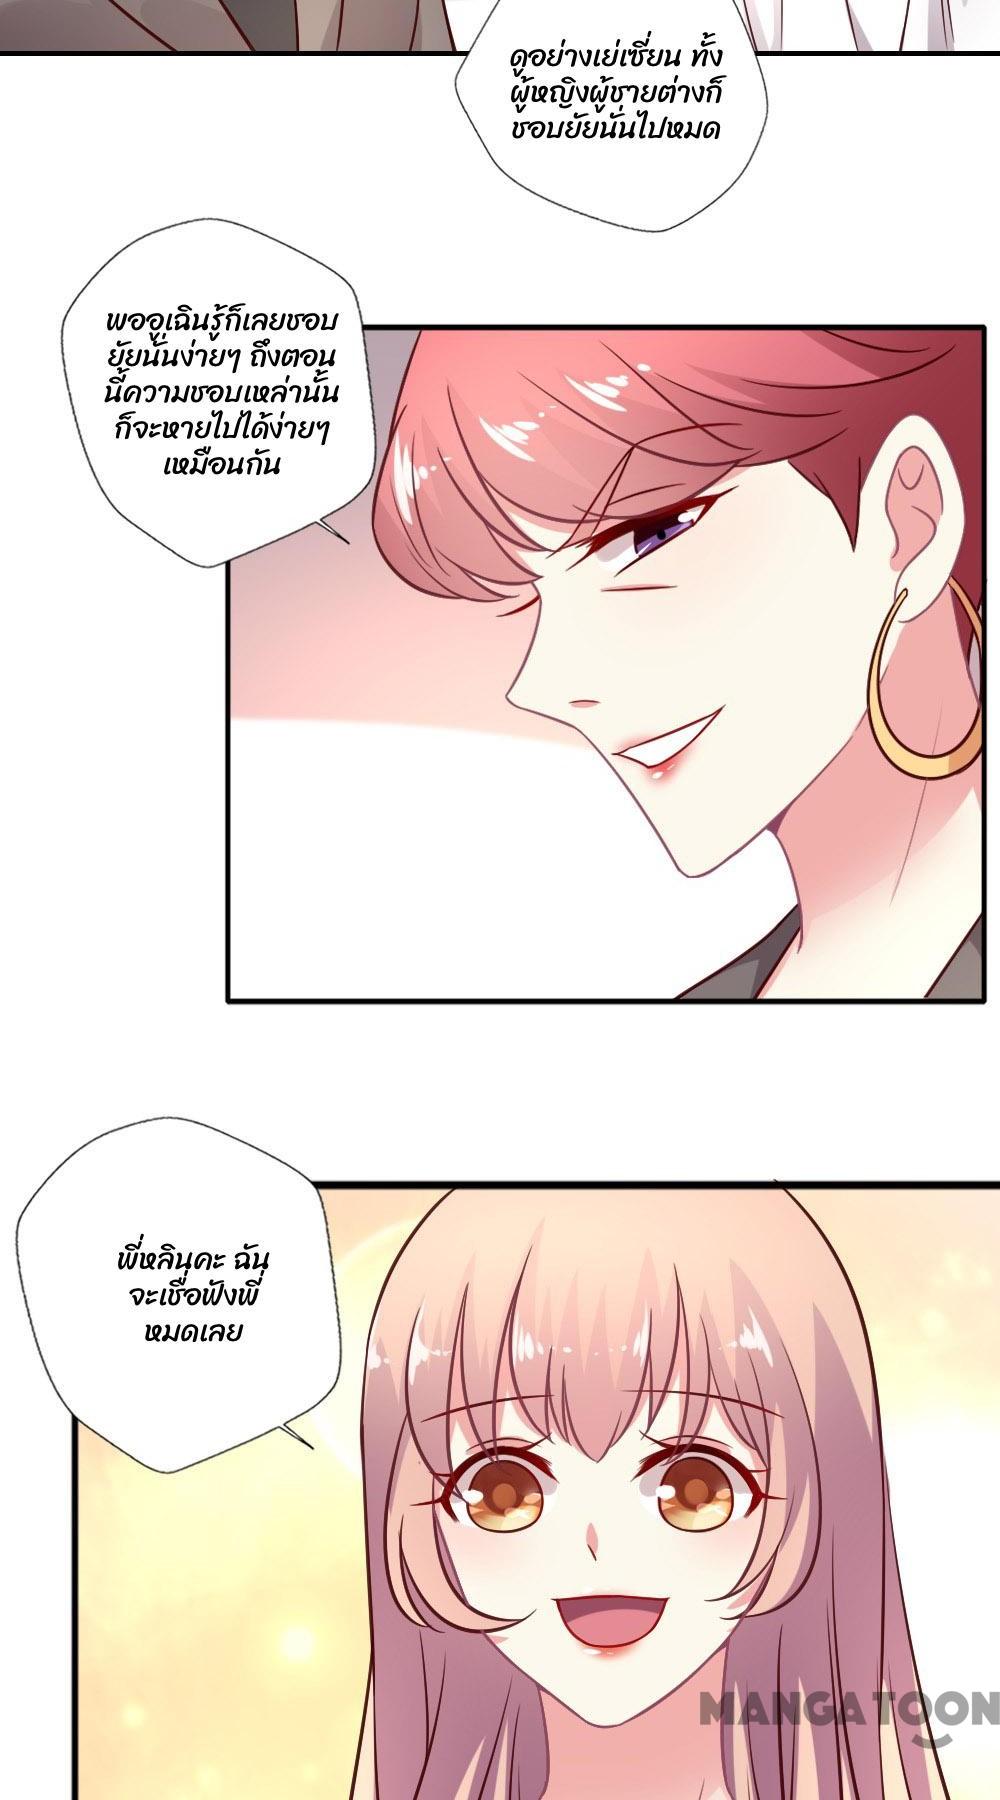 ดูอย่างเย่เซี่ยน ทั้ง
ผู้หญิงผู้ชายต่างก็
ชอบยัยนั่นไปหมด
พออูเฉินรู้ก็เลยชอบ
ยัยนั่นง่ายๆ ถึงตอน
นี้ความชอบเหล่านั้น
ก็จะหายไปได้ง่ายๆ
เหมือนกัน
พี่หลินคะ ฉัน
จะเชื่อฟังพี่
หมดเลย
MANGATOON